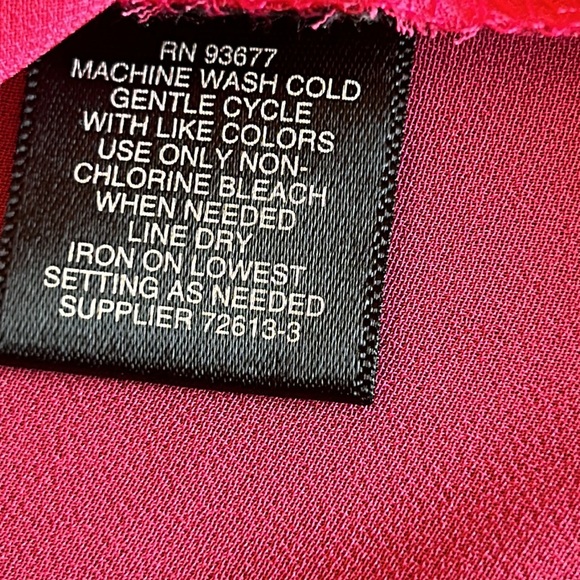 RN 93677
MACHINE WASH COLD
GENTLE CYCLE
WITH LIKE COLORS
USE ONLY NON-
CHLORINE BLEACH
WHEN NEEDED
LINE DRY
IRON ON LOWEST
SETTING AS NEEDED
SUPPLIER 72613-3